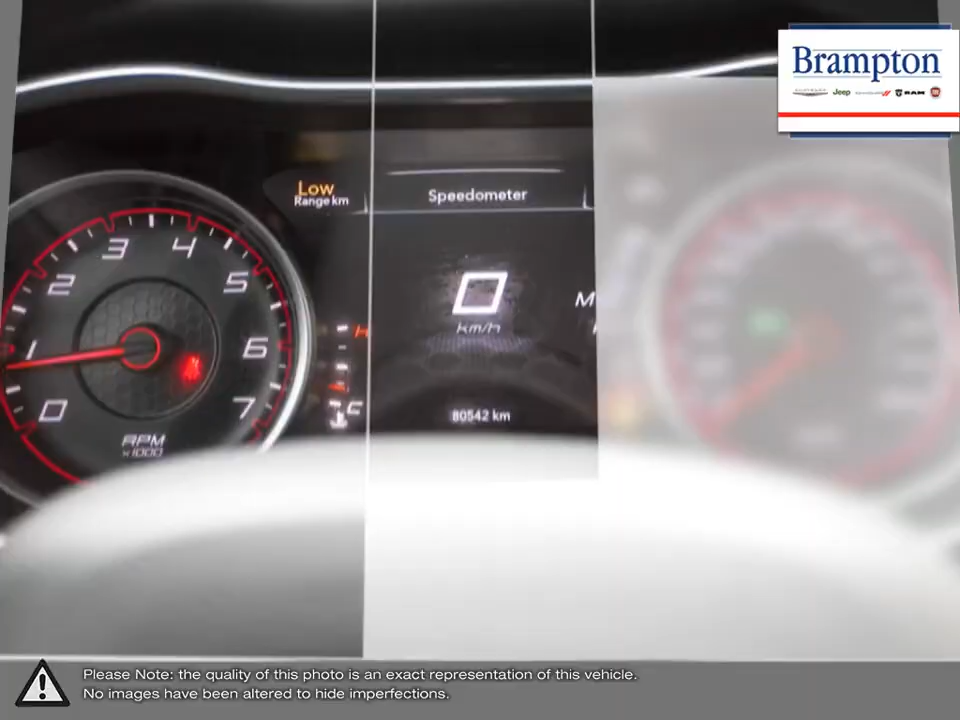 Brampton
Jeep
RAM
Low
Range km
Speedometer
0
km/h
M
80542 km
H
C
0
1
2
3
4
5
6
7
RPM
x1000
Please Note: the quality of this photo is an exact representation of this vehicle.
No images have been altered to hide imperfections.